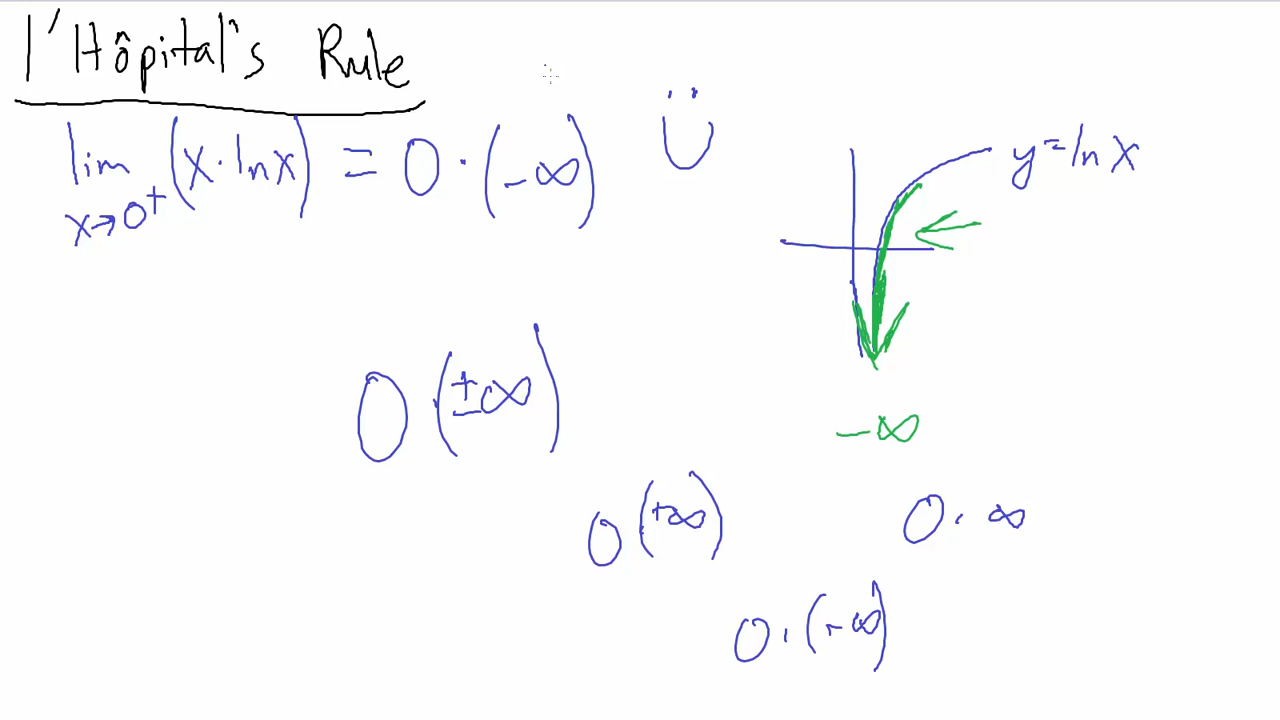 l'Hôpital's Rule
lim x→0⁺ (x · ln x) = 0 · (-∞)
y = ln x
0 (±∞)
-∞
0 (+∞)
0 · ∞
0 · (-∞)